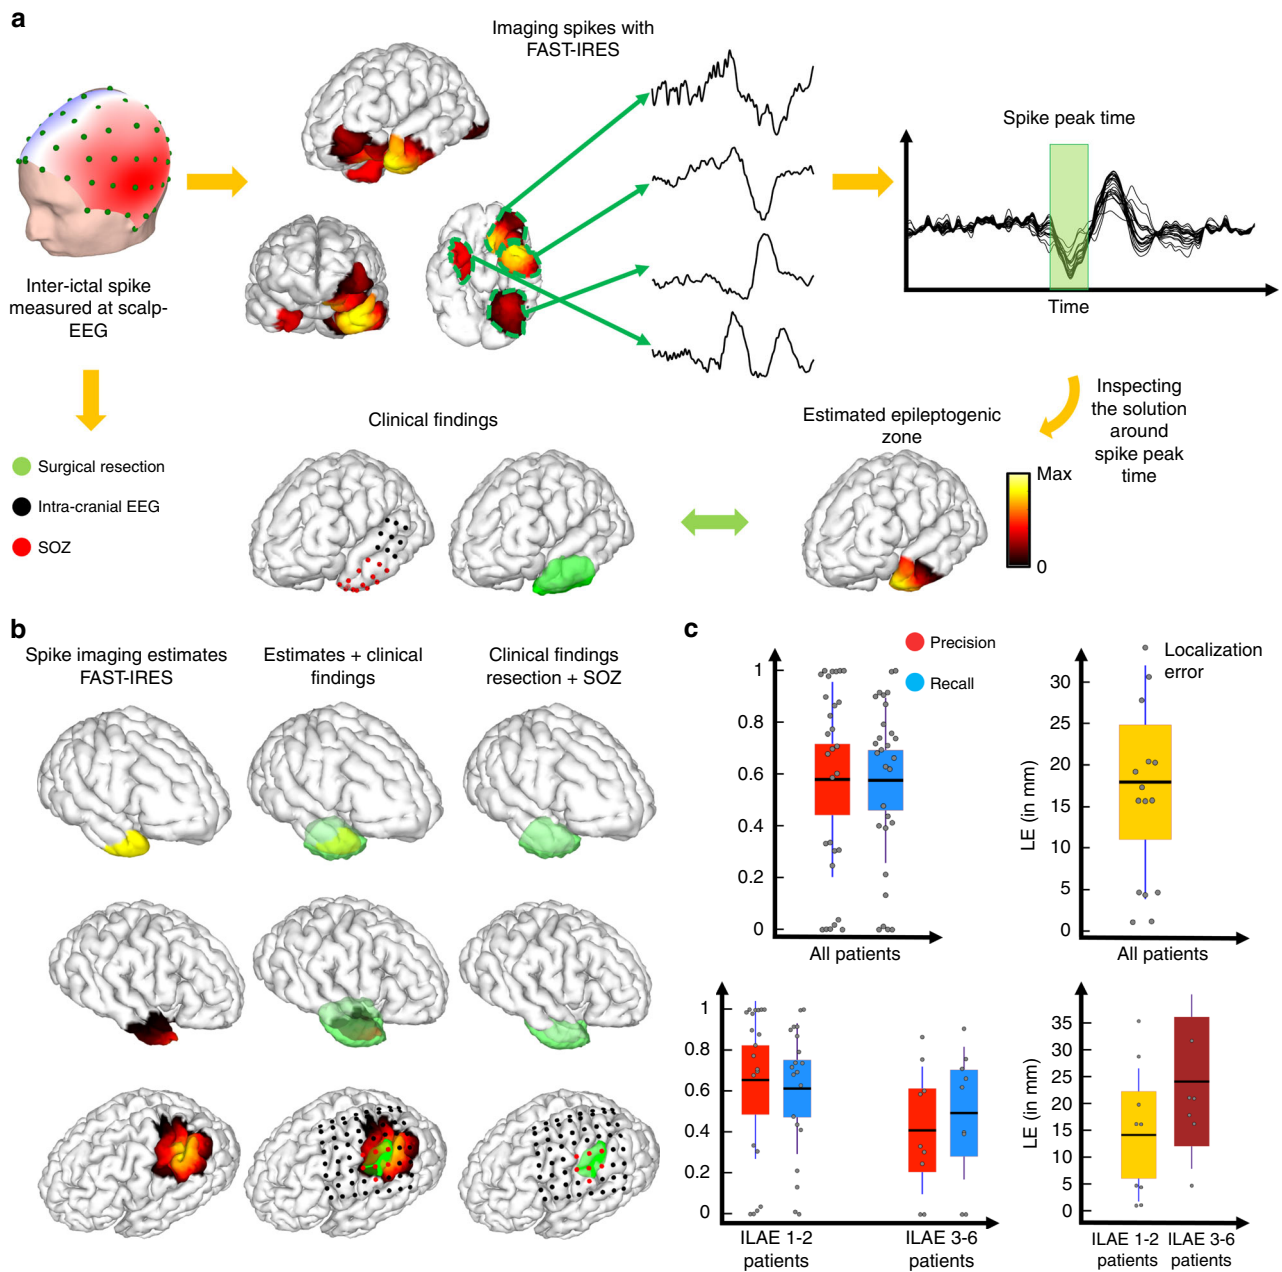 a
Imaging spikes with
FAST-IRES
Spike peak time
Time
Inter-ictal spike
measured at scalp-
EEG
Inspecting
the solution
around
spike peak
time
Clinical findings
Estimated epileptogenic
zone
Max
0
Surgical resection
Intra-cranial EEG
SOZ
b
Spike imaging estimates
FAST-IRES
Estimates + clinical
findings
Clinical findings
resection + SOZ
c
Precision
Recall
1
0.8
0.6
0.4
0.2
0
All patients
Localization
error
LE (in mm)
30
25
20
15
10
5
0
All patients
1
0.8
0.6
0.4
0.2
0
ILAE 1-2
patients
ILAE 3-6
patients
LE (in mm)
35
30
25
20
15
10
5
0
ILAE 1-2
patients
ILAE 3-6
patients